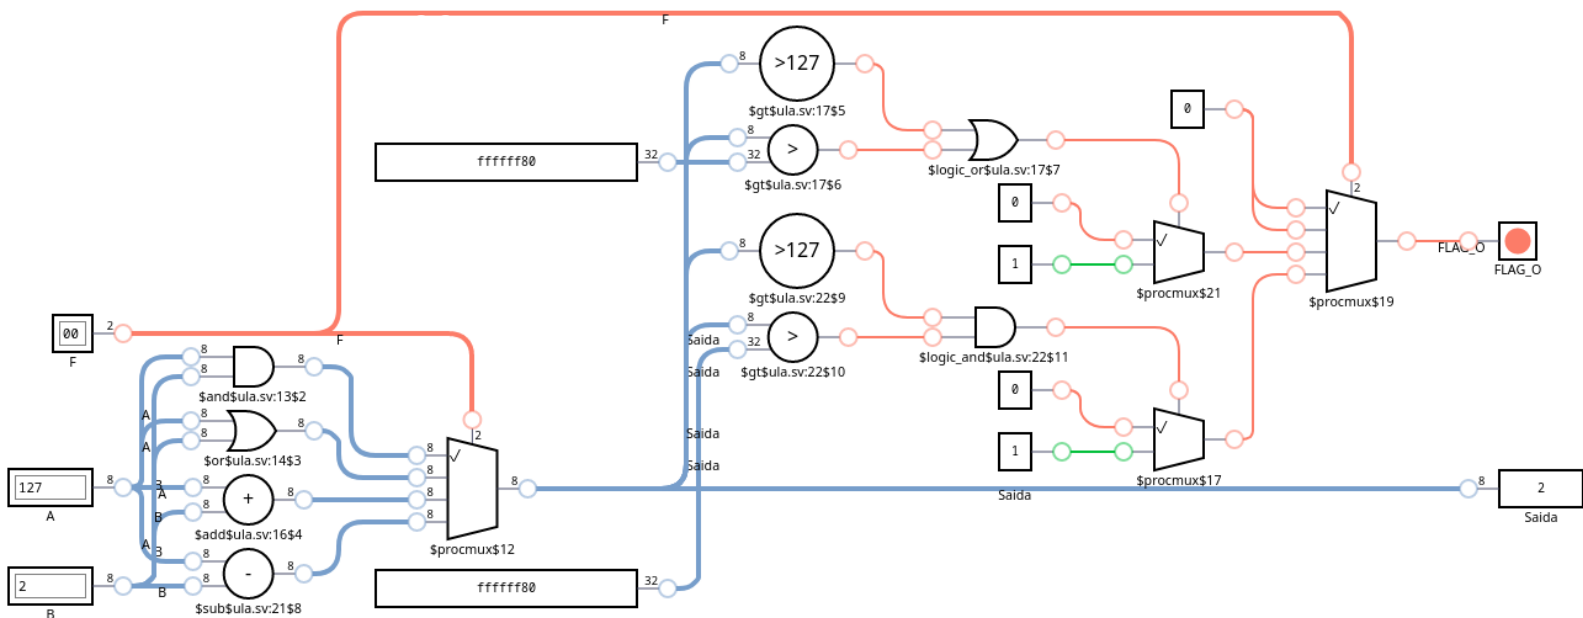 F
8
>127
$gt$ula.sv:17$5
0
8
32
>
ffffff80
32
$gt$ula.sv:17$6
$logic_or$ula.sv:17$7
2
0
✓
✓
1
8
>127
$gt$ula.sv:22$9
$procmux$21
$procmux$19
FLAG_O
FLAG_O
00
2
F
F
8
32
>
Saida
Saida
$gt$ula.sv:22$10
$logic_and$ula.sv:22$11
8
8
8
$and$ula.sv:13$2
0
A
8
8
8
A
$or$ula.sv:14$3
2
✓
1
Saida
Saida
$procmux$17
8
8
8
8
✓
8
127
8
A
B
A
8
8
+
B
$add$ula.sv:16$4
Saida
8
2
Saida
$procmux$12
A
B
8
8
-
8
2
8
B
B
$sub$ula.sv:21$8
ffffff80
32